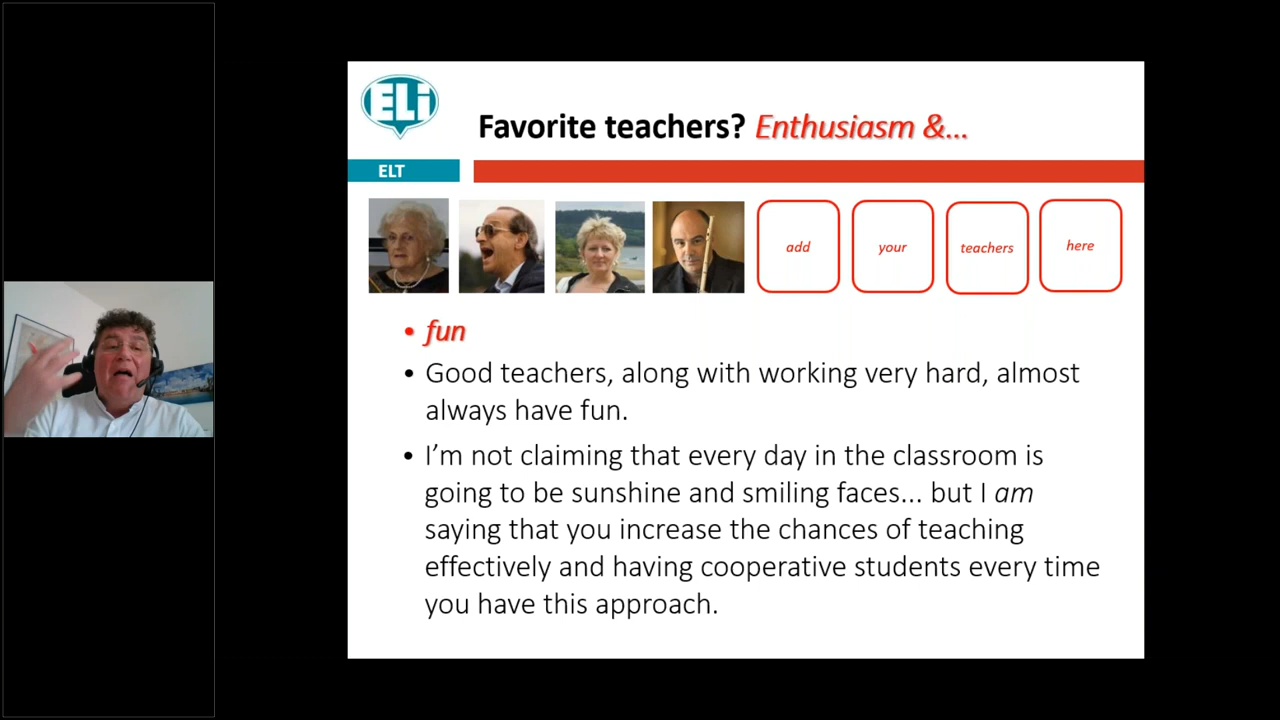 ELi
Favorite teachers? Enthusiasm &...
ELT
add your teachers here
• fun
• Good teachers, along with working very hard, almost
always have fun.
• I’m not claiming that every day in the classroom is
going to be sunshine and smiling faces... but I am
saying that you increase the chances of teaching
effectively and having cooperative students every time
you have this approach.